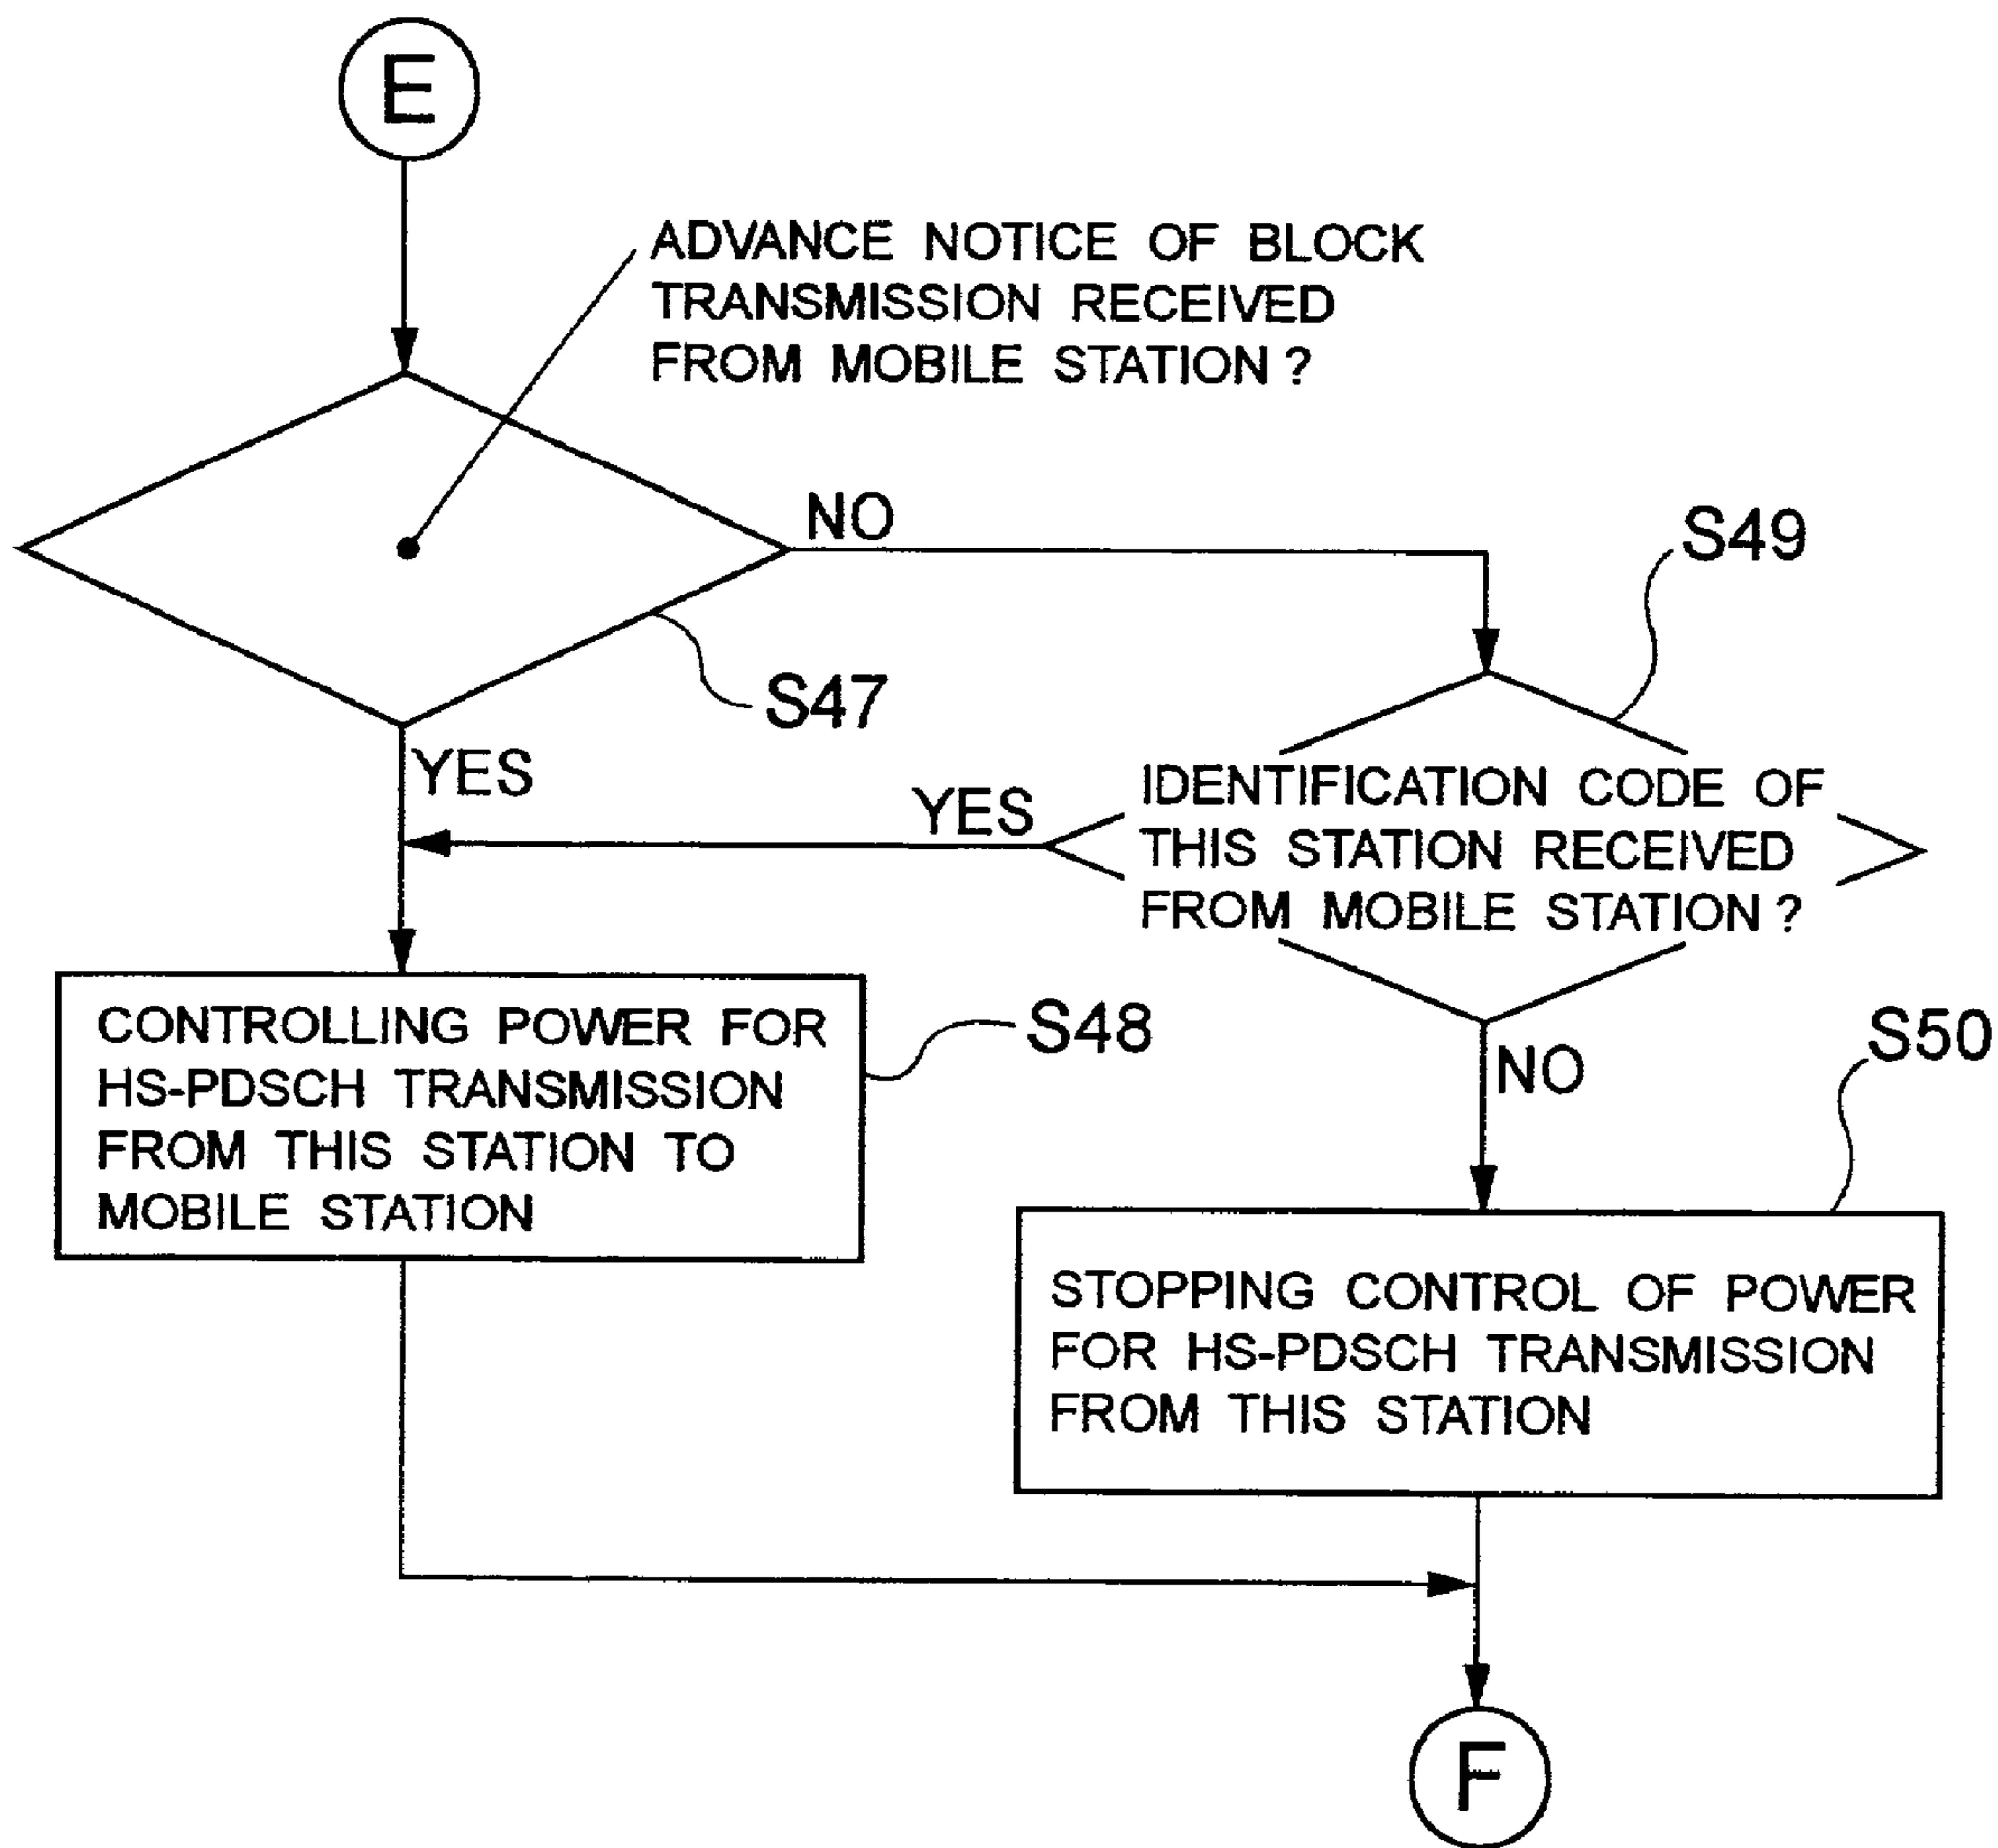 E
ADVANCE NOTICE OF BLOCK
TRANSMISSION RECEIVED
FROM MOBILE STATION ?
NO
S49
S47
YES
YES
IDENTIFICATION CODE OF
THIS STATION RECEIVED
FROM MOBILE STATION ?
CONTROLLING POWER FOR
HS-PDSCH TRANSMISSION
FROM THIS STATION TO
MOBILE STATION
S48
NO
S50
STOPPING CONTROL OF POWER
FOR HS-PDSCH TRANSMISSION
FROM THIS STATION
F